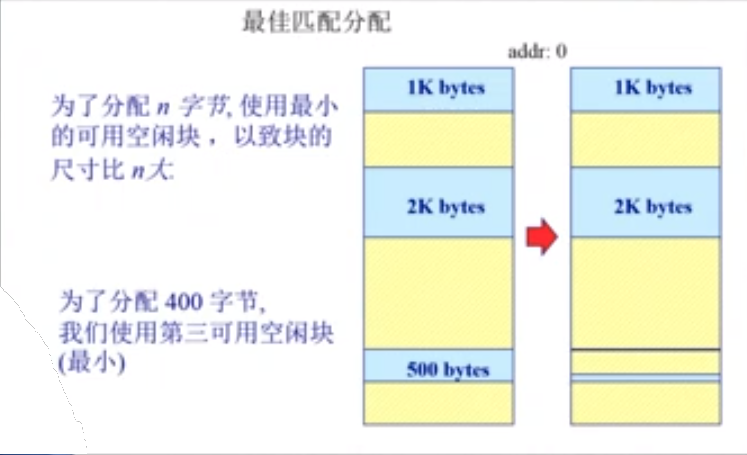 最佳匹配分配
addr: 0
为了分配 n 字节, 使用最小
的可用空闲块，以致块的
尺寸比 n大.
为了分配 400 字节,
我们使用第三可用空闲块
(最小)
1K bytes
2K bytes
500 bytes
1K bytes
2K bytes